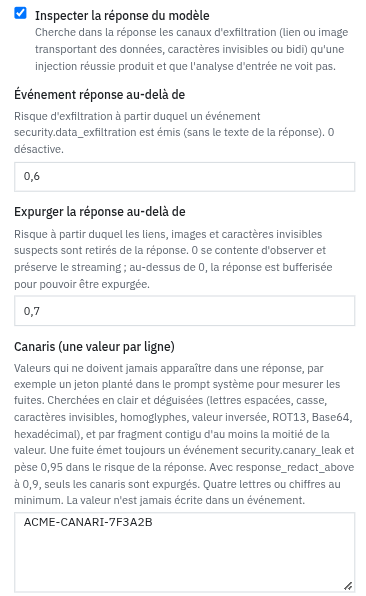 Inspecter la réponse du modèle
Cherche dans la réponse les canaux d'exfiltration (lien ou image
transportant des données, caractères invisibles ou bidi) qu'une
injection réussie produit et que l'analyse d'entrée ne voit pas.
Événement réponse au-delà de
Risque d'exfiltration à partir duquel un événement
security.data_exfiltration est émis (sans le texte de la réponse). 0
désactive.
0,6
Expurger la réponse au-delà de
Risque à partir duquel les liens, images et caractères invisibles
suspects sont retirés de la réponse. 0 se contente d'observer et
préserve le streaming ; au-dessus de 0, la réponse est bufferisée
pour pouvoir être expurgée.
0,7
Canaris (une valeur par ligne)
Valeurs qui ne doivent jamais apparaître dans une réponse, par
exemple un jeton planté dans le prompt système pour mesurer les
fuites. Cherchées en clair et déguisées (lettres espacées, casse,
caractères invisibles, homoglyphes, valeur inversée, ROT13, Base64,
hexadécimal), et par fragment contigu d'au moins la moitié de la
valeur. Une fuite émet toujours un événement security.canary_leak et
pèse 0,95 dans le risque de la réponse. Avec response_redact_above
à 0,9, seuls les canaris sont expurgés. Quatre lettres ou chiffres au
minimum. La valeur n'est jamais écrite dans un événement.
ACME-CANARI-7F3A2B